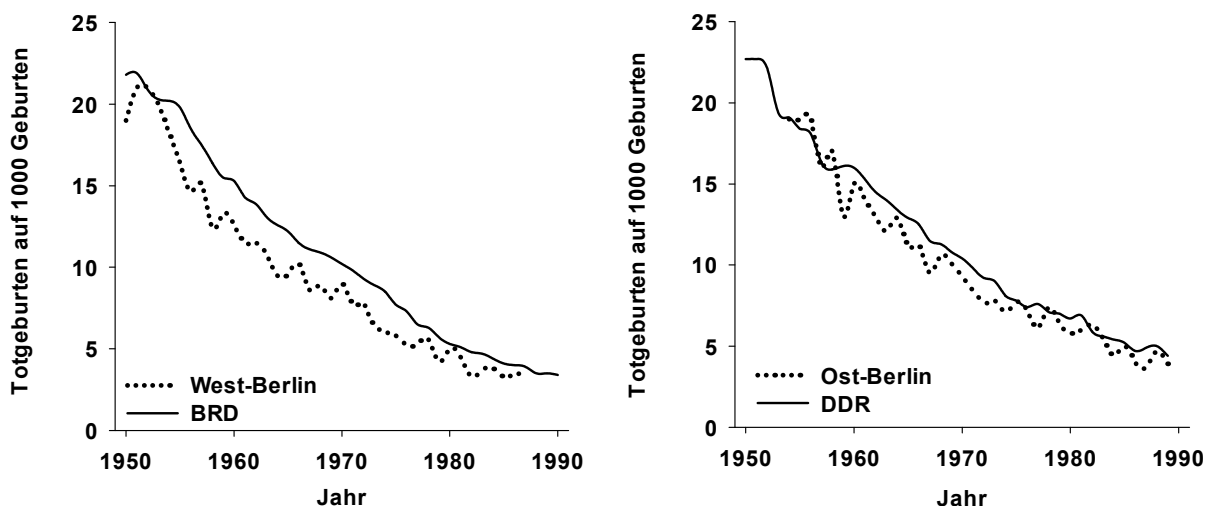 Totgeburten auf 1000 Geburten
25
20
15
10
5
0
West-Berlin
BRD
1950 1960 1970 1980 1990
Jahr
Totgeburten auf 1000 Geburten
25
20
15
10
5
0
Ost-Berlin
DDR
1950 1960 1970 1980 1990
Jahr